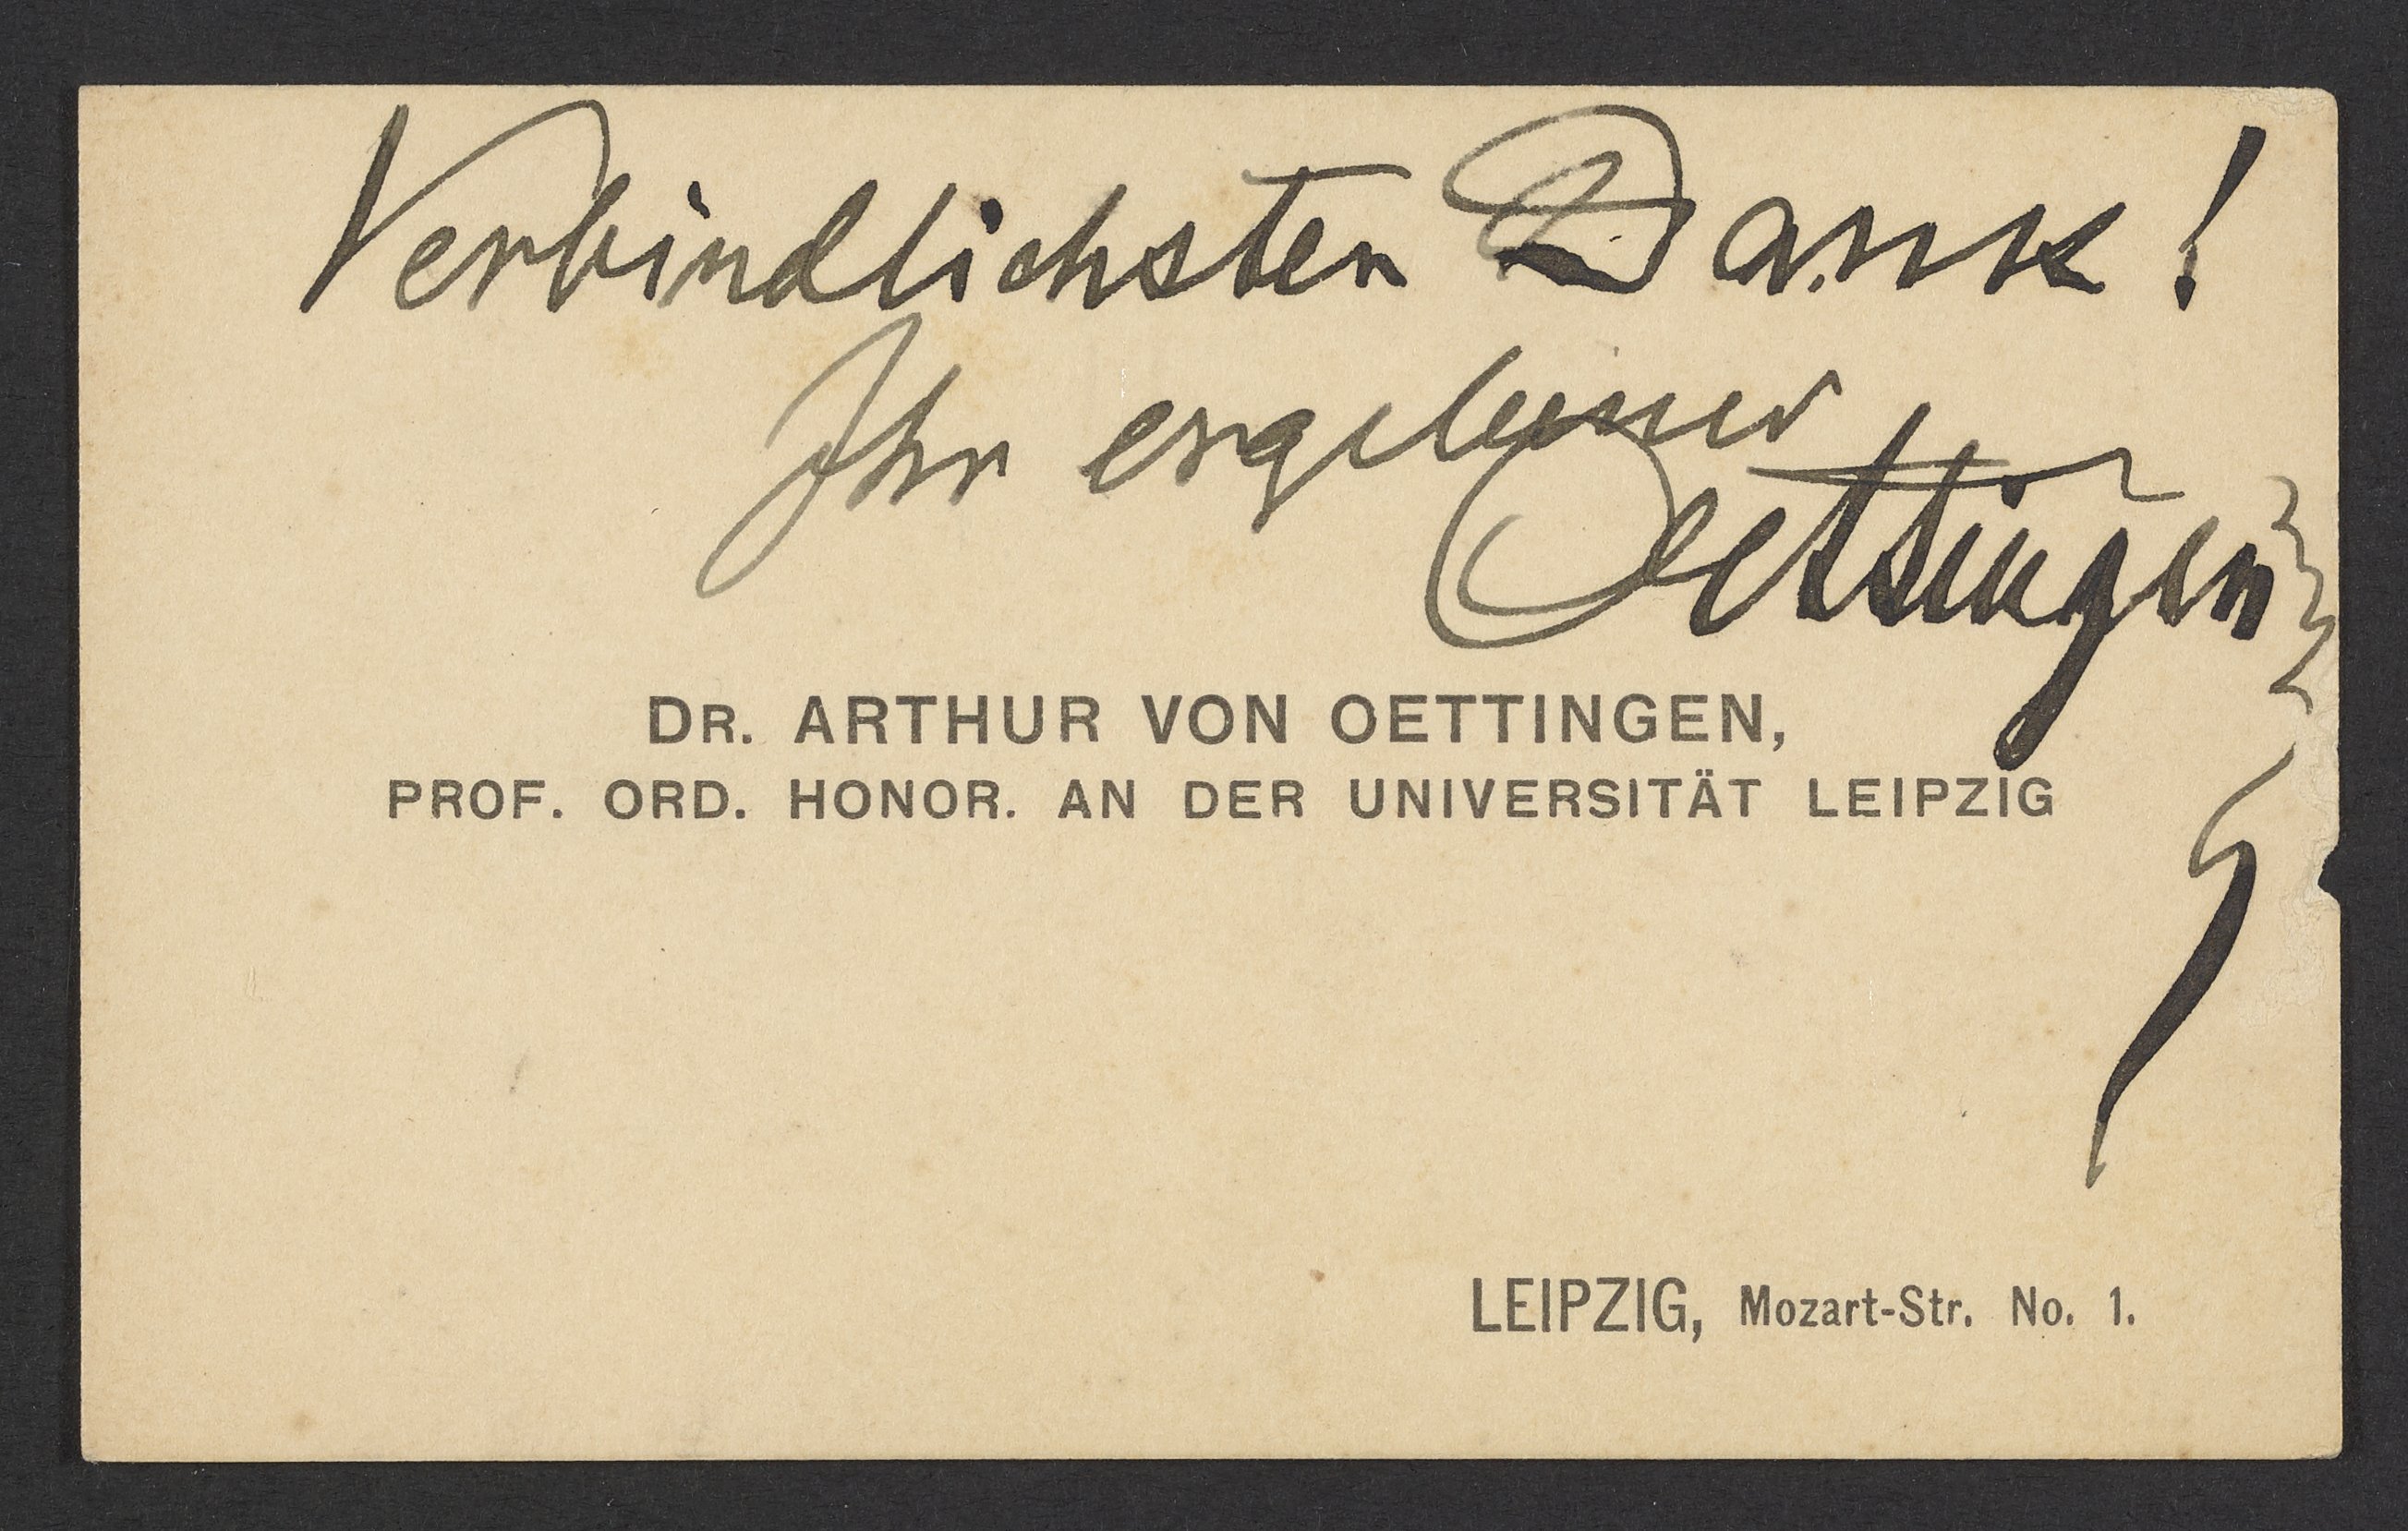 Verbindlichsten Dank!
Ihr ergebener
Oettingen
DR. ARTHUR VON OETTINGEN,
PROF. ORD. HONOR. AN DER UNIVERSITÄT LEIPZIG
LEIPZIG, Mozart-Str. No. 1.